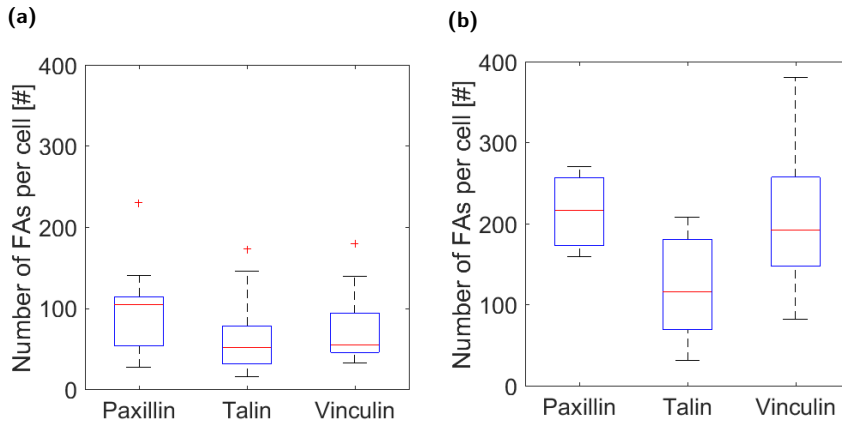 (a)
Number of FAs per cell [#]
400
300
200
100
0
Paxillin Talin Vinculin
(b)
Number of FAs per cell [#]
400
300
200
100
0
Paxillin Talin Vinculin